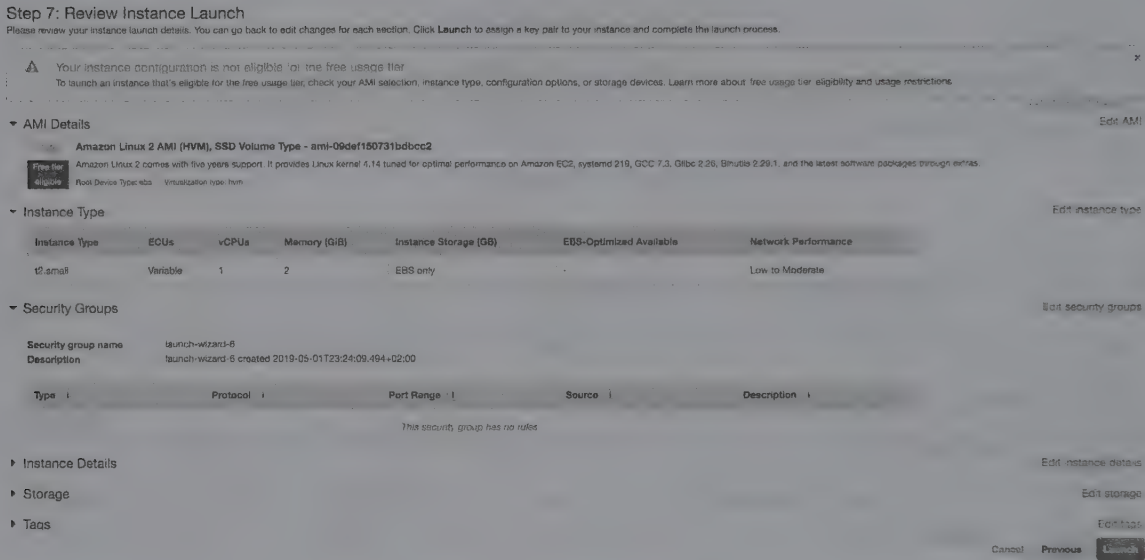 Step 7: Review Instance Launch
Please review your instance launch details. You can go back to edit changes for each section. Click Launch to assign a key pair to your instance and complete the launch process.
Your instance configuration is not eligible for the free usage tier
To launch an instance that's eligible for the free usage tier, check your AMI selection, instance type, configuration options, or storage devices. Learn more about free usage tier eligibility and usage restrictions.
AMI Details
Edit AMI
Amazon Linux 2 AMI (HVM), SSD Volume Type - ami-09def150731bdbcc2
Free tier eligible
Amazon Linux 2 comes with five years support. It provides Linux kernel 4.14 tuned for optimal performance on Amazon EC2, systemd 219, GCC 7.3, Glibc 2.26, Binutils 2.29.1, and the latest software packages through extras.
Root Device Type: ebs Virtualization type: hvm
Instance Type
Edit instance type
Instance Type ECUs vCPUs Memory (GiB) Instance Storage (GB) EBS-Optimized Available Network Performance
t2.small Variable 1 2 EBS only - Low to Moderate
Security Groups
Edit security groups
Security group name launch-wizard-6
Description launch-wizard-6 created 2019-05-01T23:24:09.494+02:00
Type i Protocol i Port Range i Source i Description i
This security group has no rules
Instance Details
Edit instance details
Storage
Edit storage
Tags
Edit tags
Cancel Previous Launch